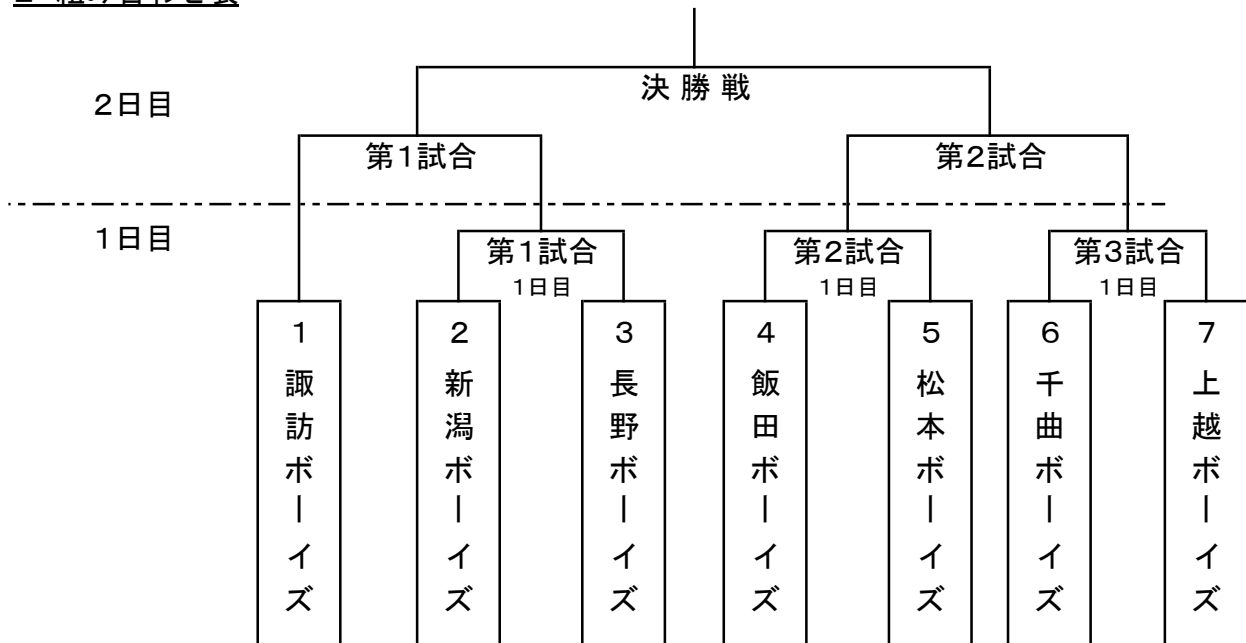 決勝戦
2日目
第1試合
第2試合
1日目
第1試合
1日目
第2試合
1日目
第3試合
1日目
1 諏訪ボーイズ
2 新潟ボーイズ
3 長野ボーイズ
4 飯田ボーイズ
5 松本ボーイズ
6 千曲ボーイズ
7 上越ボーイズ